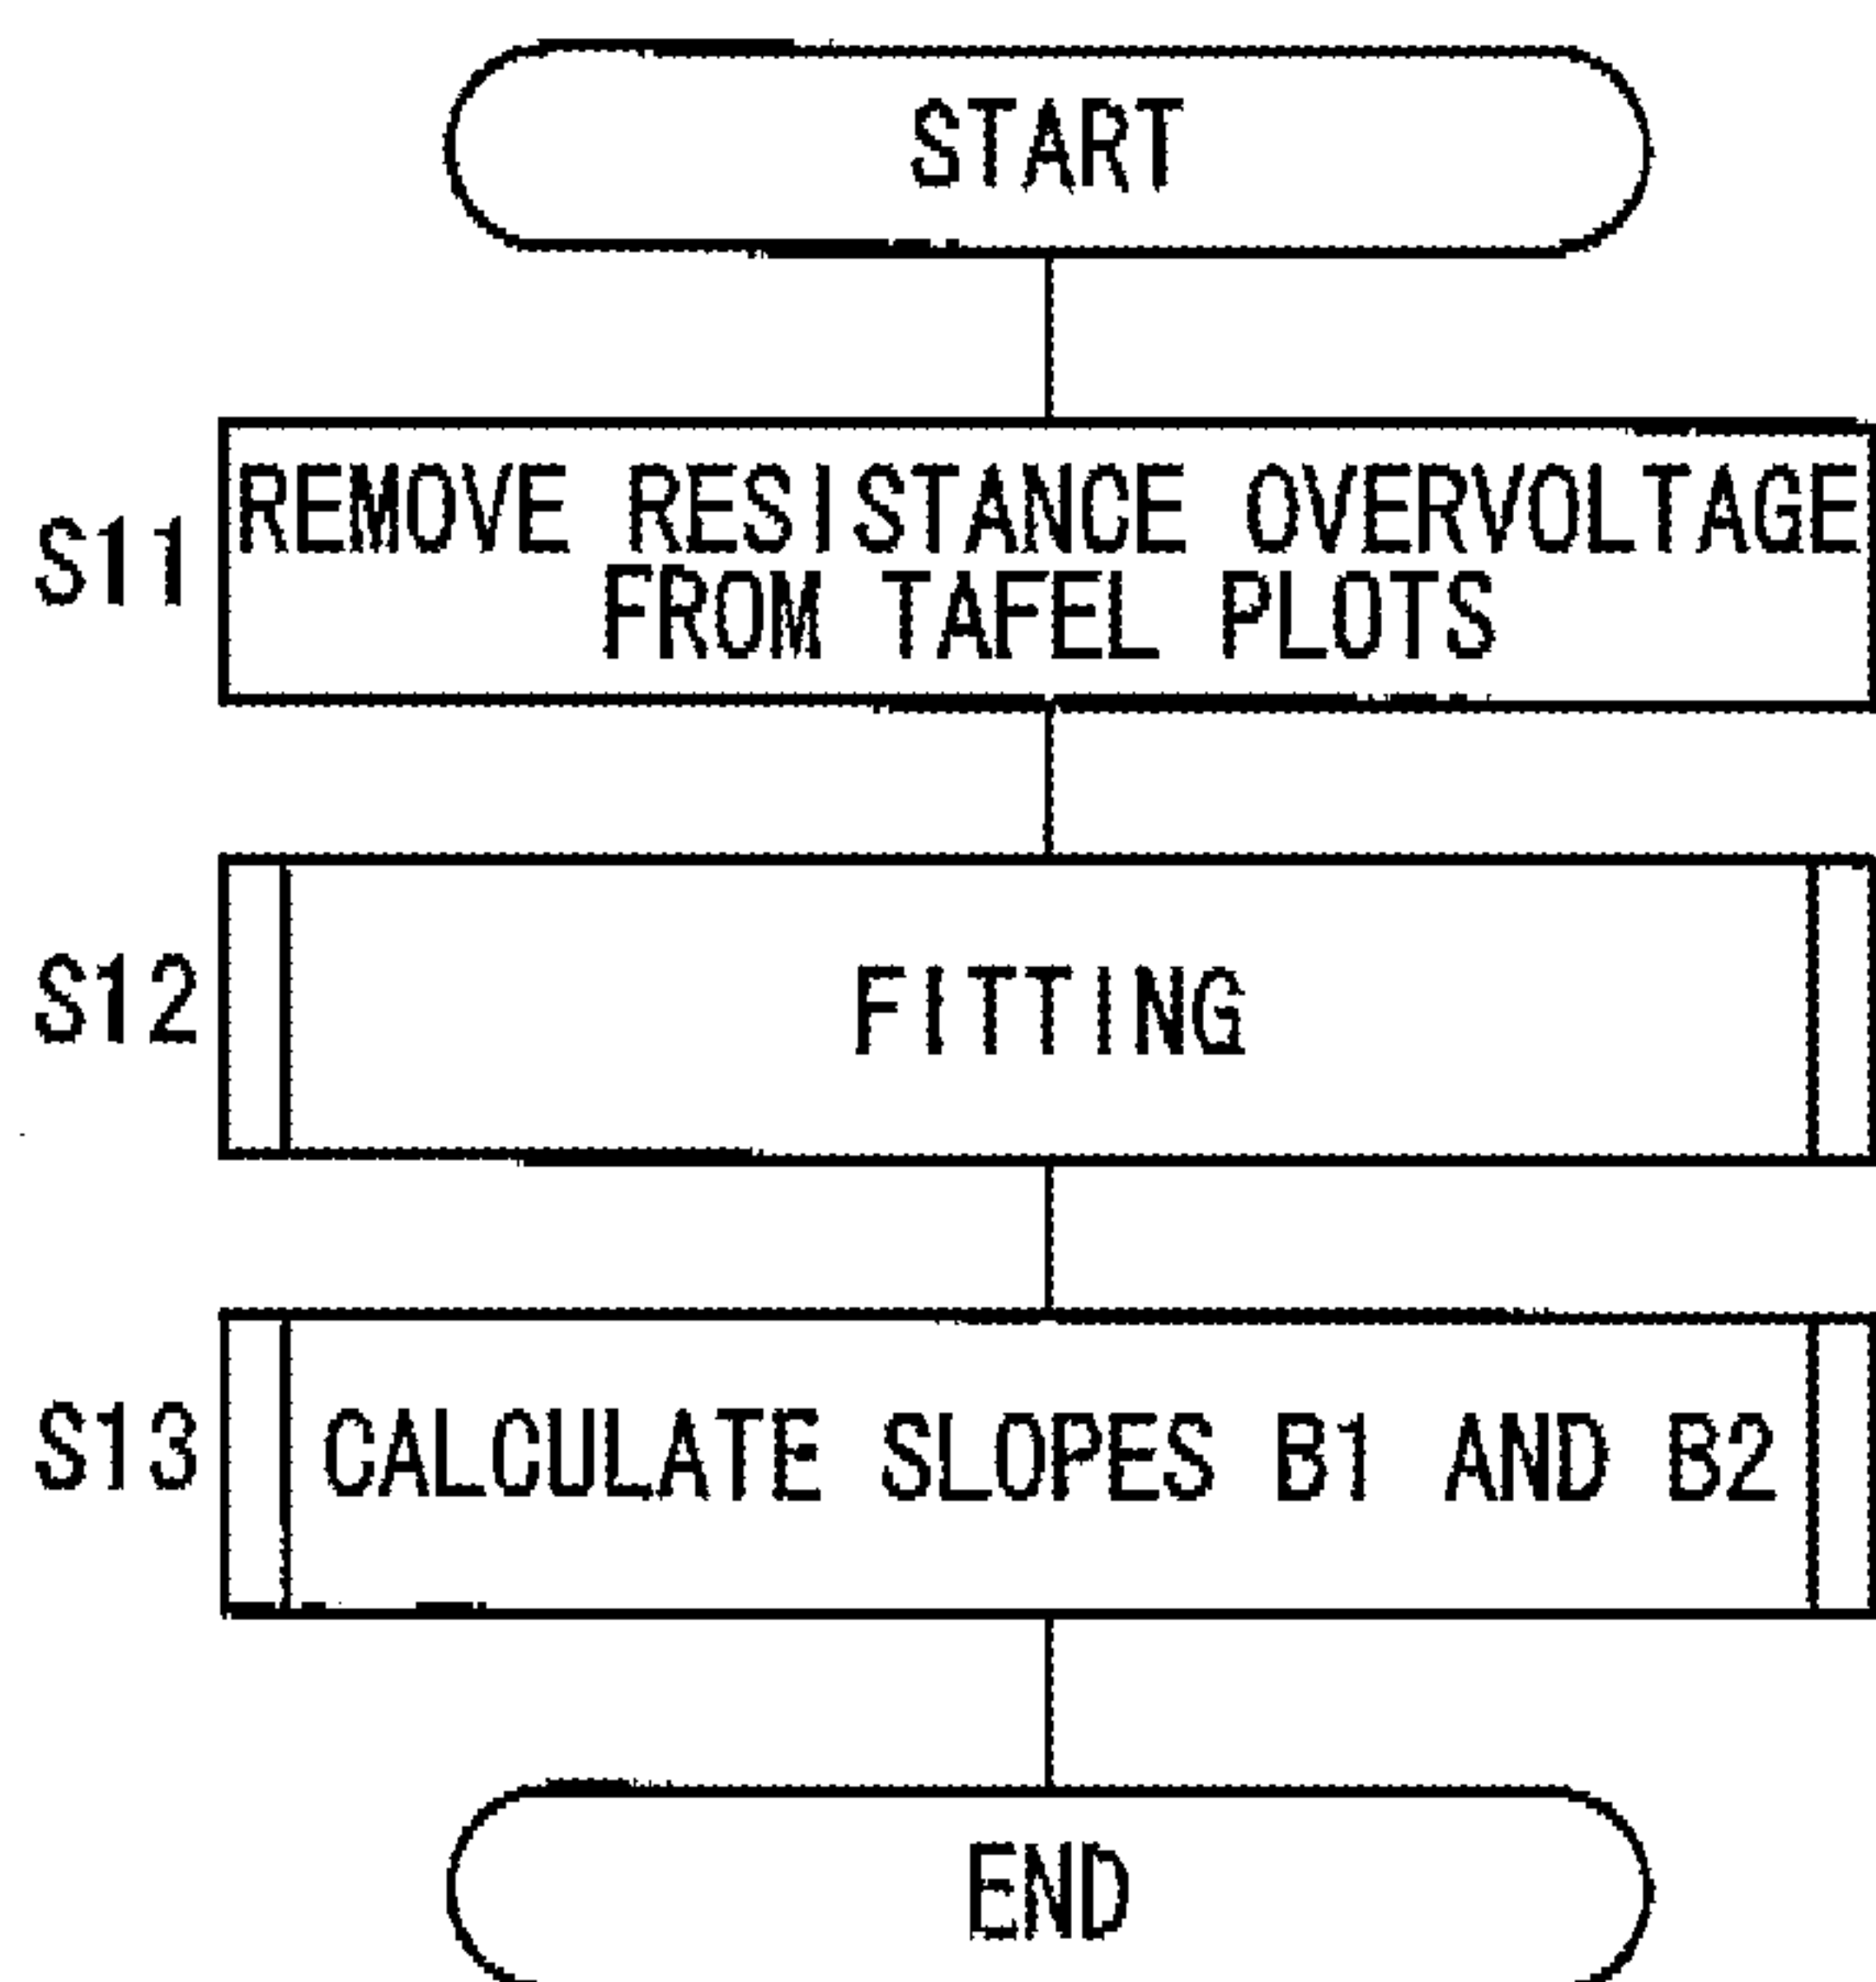 START
S11
REMOVE RESISTANCE OVERVOLTAGE
FROM TAFEL PLOTS
S12
FITTING
S13
CALCULATE SLOPES B1 AND B2
END